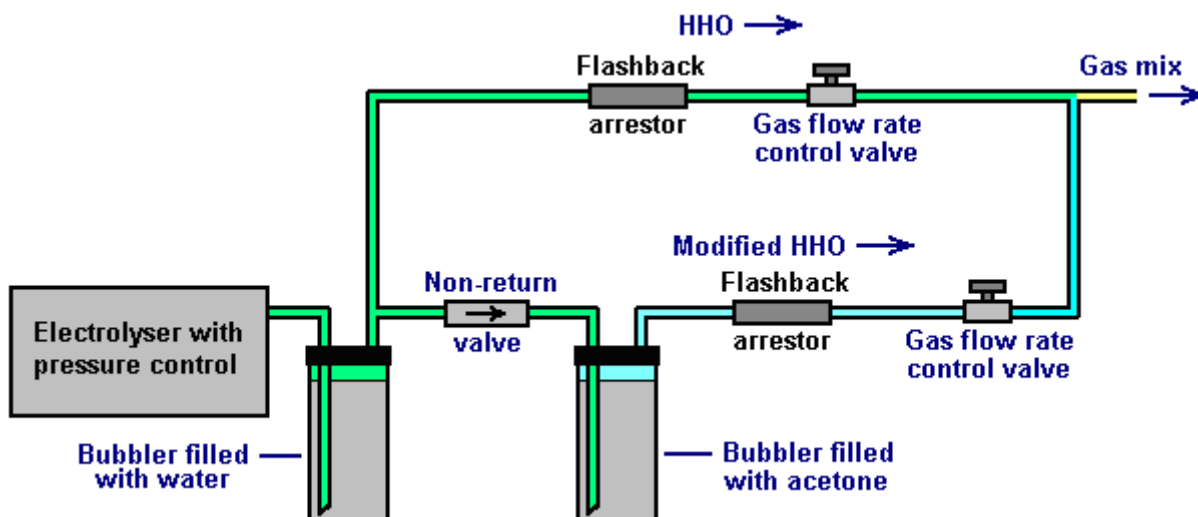 HHO
Flashback
arrestor
Gas flow rate
control valve
Gas mix
Modified HHO
Flashback
arrestor
Gas flow rate
control valve
Non-return
valve
Electrolyser with
pressure control
Bubbler filled
with water
Bubbler filled
with acetone